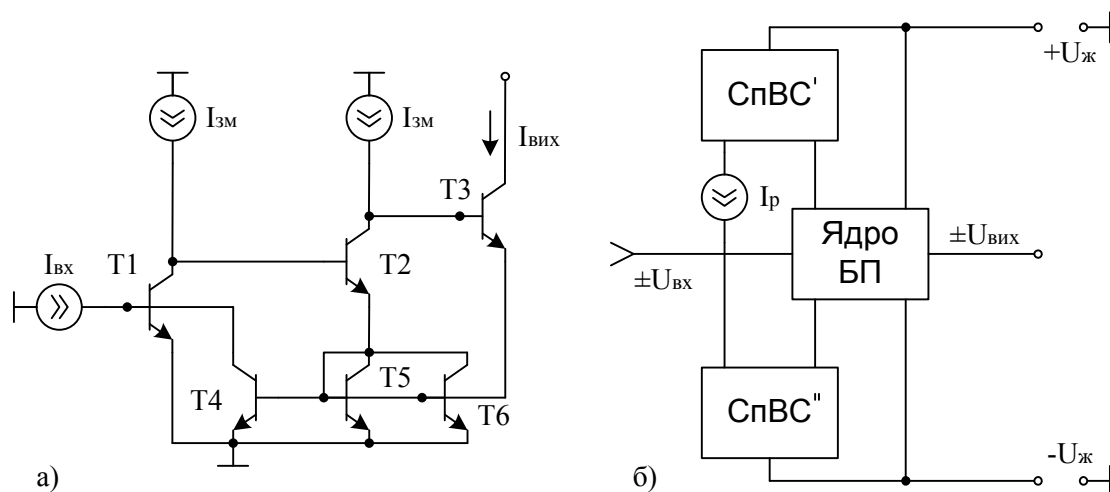 Iзм
Iзм
Iвих
T3
Iвх
T1
T2
T4
T5
T6
а)
СпВС'
+Uж
Iр
Ядро
БП
±Uвх
±Uвих
СпВС"
-Uж
б)